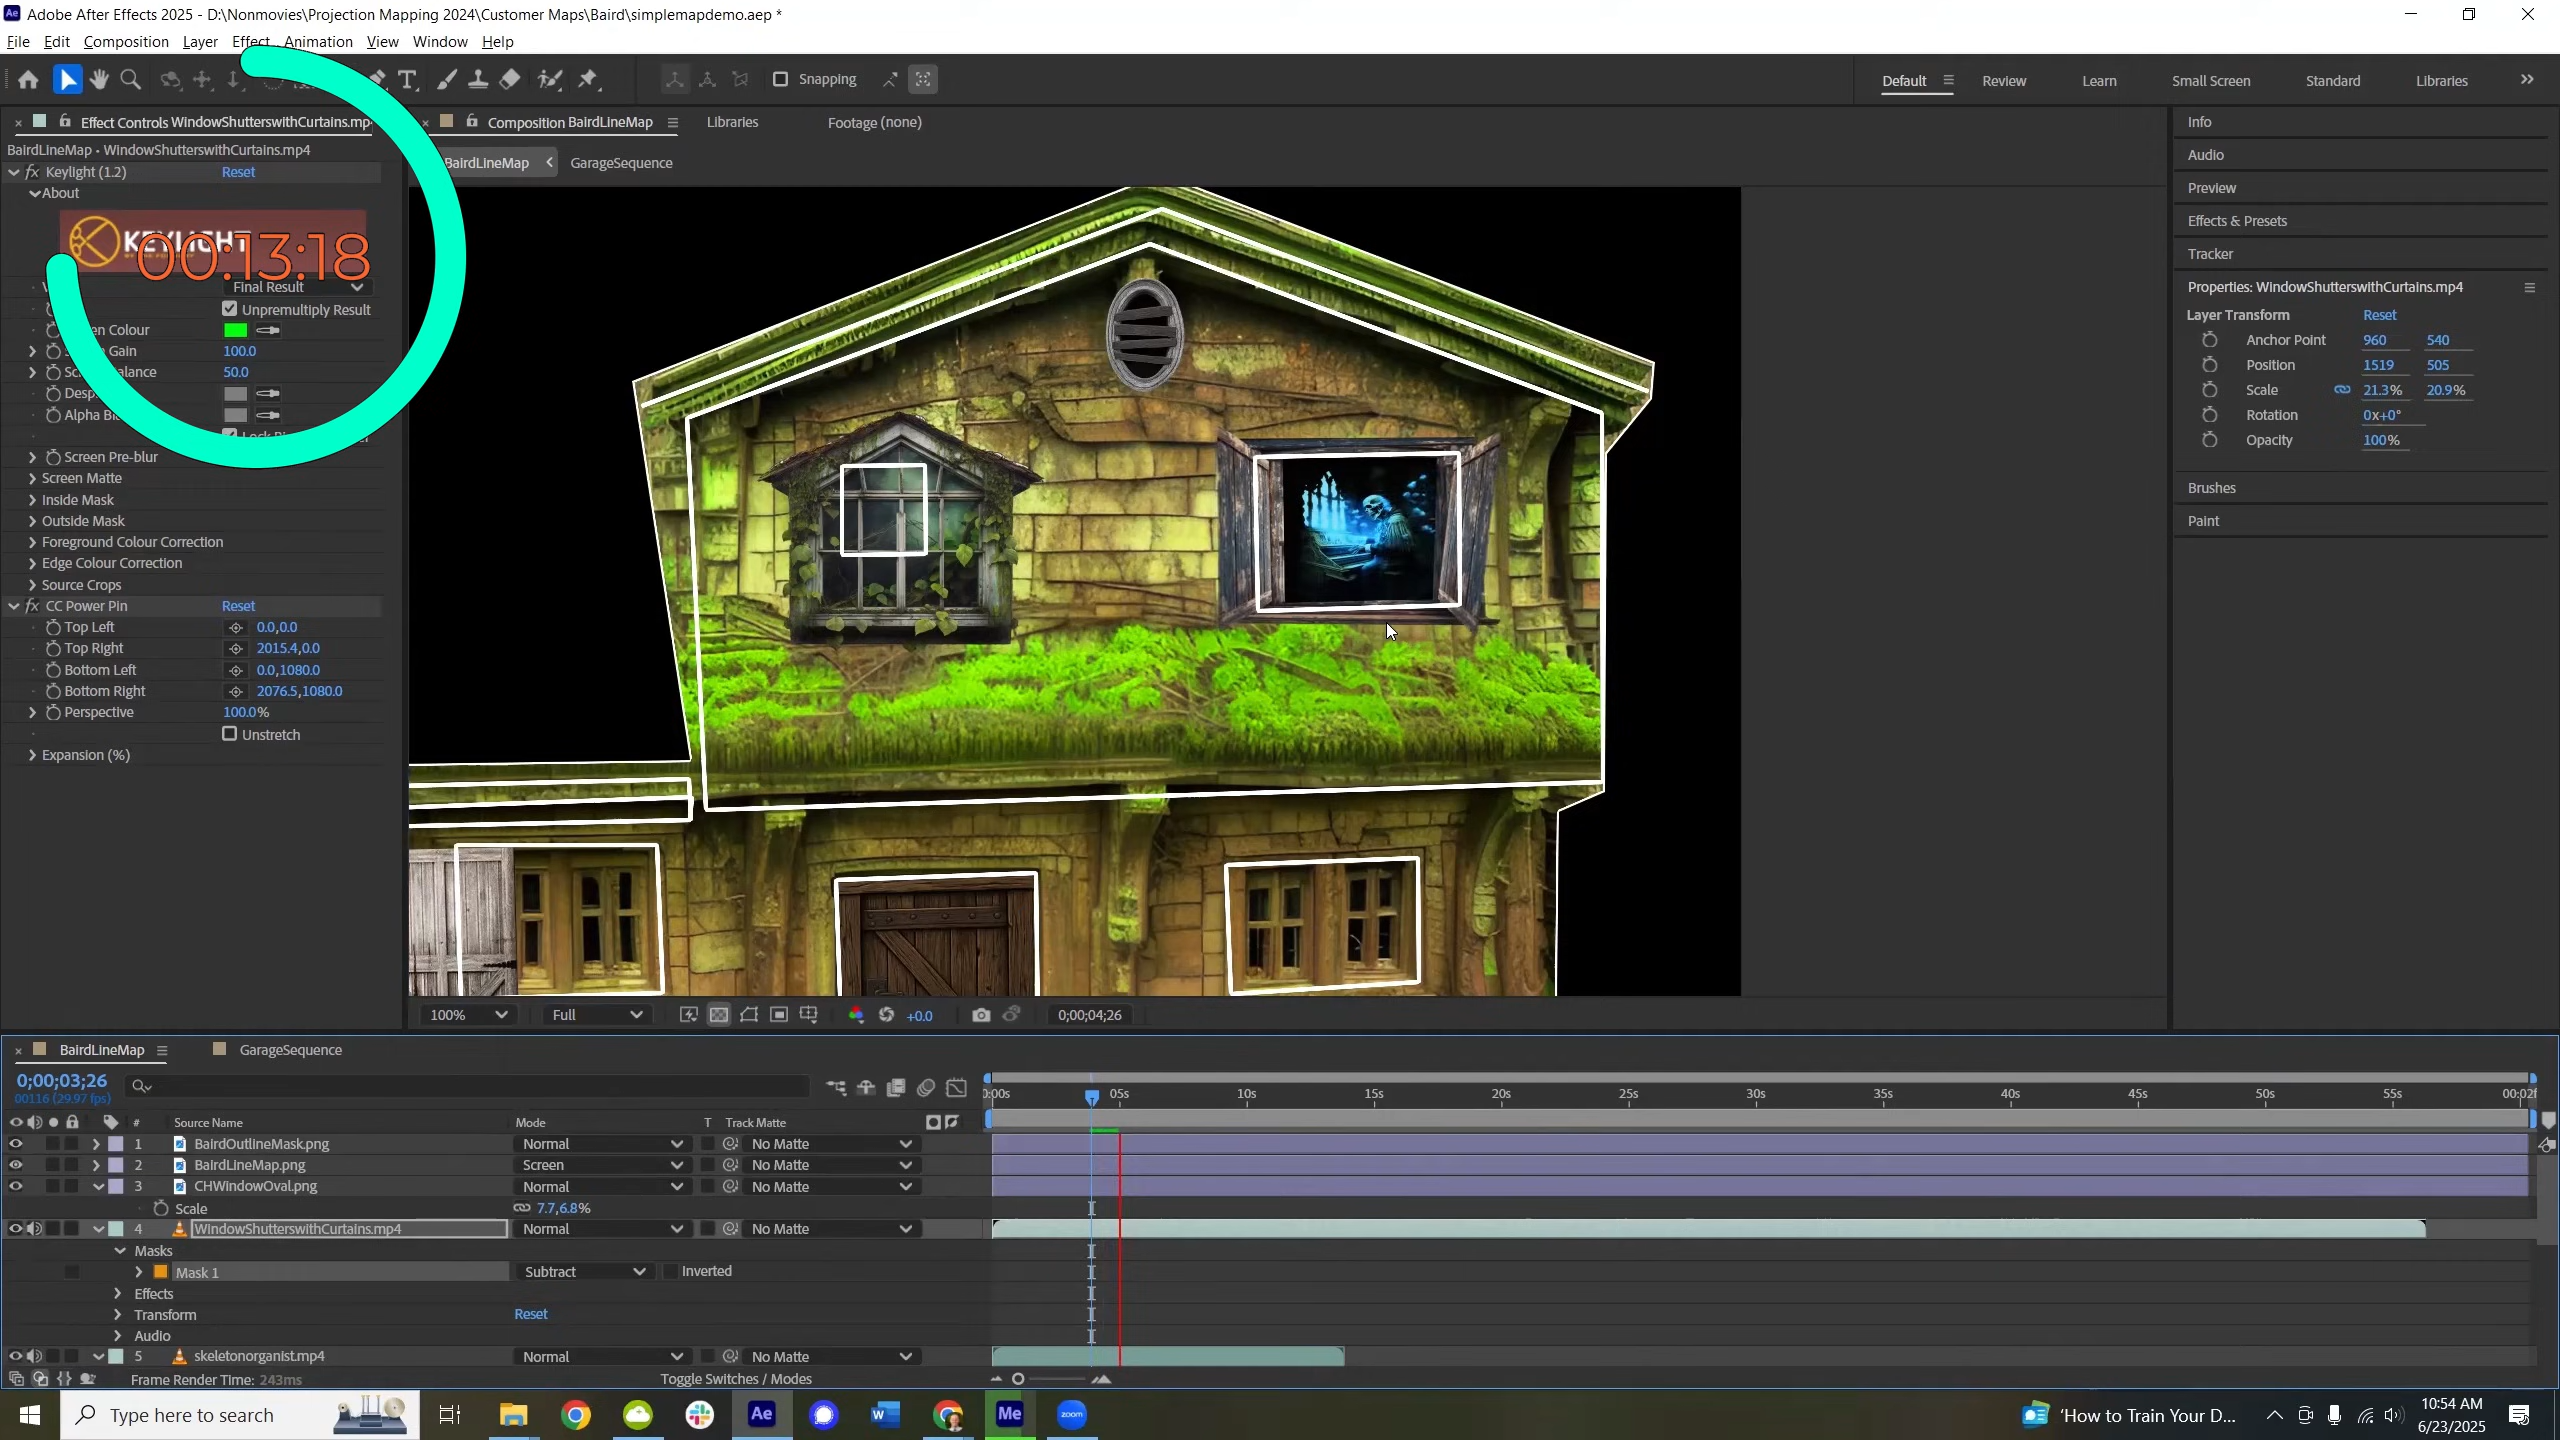 Adobe After Effects 2025 - D:\Nonmovies\Projection Mapping 2024\Customer Maps\Baird\simplemapdemo.aep *
File Edit Composition Layer Effect Animation View Window Help
Snapping
Default Review Learn Small Screen Standard Libraries
Effect Controls WindowShutterswithCurtains.mp4
BairdLineMap • WindowShutterswithCurtains.mp4
Keylight (1.2) Reset
About
KEYLIGHT
00:13:18
Final Result
Unpremultiply Result
Colour
Gain 100.0
50.0
Screen Pre-blur
Screen Matte
Inside Mask
Outside Mask
Foreground Colour Correction
Edge Colour Correction
Source Crops
CC Power Pin Reset
Top Left 0.0,0.0
Top Right 2015.4,0.0
Bottom Left 0.0,1080.0
Bottom Right 2076.5,1080.0
Perspective 100.0%
Unstretch
Expansion (%)
Composition BairdLineMap Libraries Footage (none)
BairdLineMap GarageSequence
100% Full +0.0 0;00;04;26
Info
Audio
Preview
Effects & Presets
Tracker
Properties: WindowShutterswithCurtains.mp4
Layer Transform Reset
Anchor Point 960 540
Position 1519 505
Scale 21.3% 20.9%
Rotation 0x+0°
Opacity 100%
Brushes
Paint
BairdLineMap GarageSequence
0;00;03;26
00116 (29.97 fps)
0:00s 05s 10s 15s 20s 25s 30s 35s 40s 45s 50s 55s 00:02f
# Source Name Mode T Track Matte
1 BairdOutlineMask.png Normal No Matte
2 BairdLineMap.png Screen No Matte
3 CHWindowOval.png Normal No Matte
Scale 7.7,6.8%
4 WindowShutterswithCurtains.mp4 Normal No Matte
Masks
Mask 1 Subtract Inverted
Effects
Transform Reset
Audio
5 skeletonorganist.mp4 Normal No Matte
Frame Render Time: 243ms Toggle Switches / Modes
Type here to search
'How to Train Your D...
10:54 AM
6/23/2025